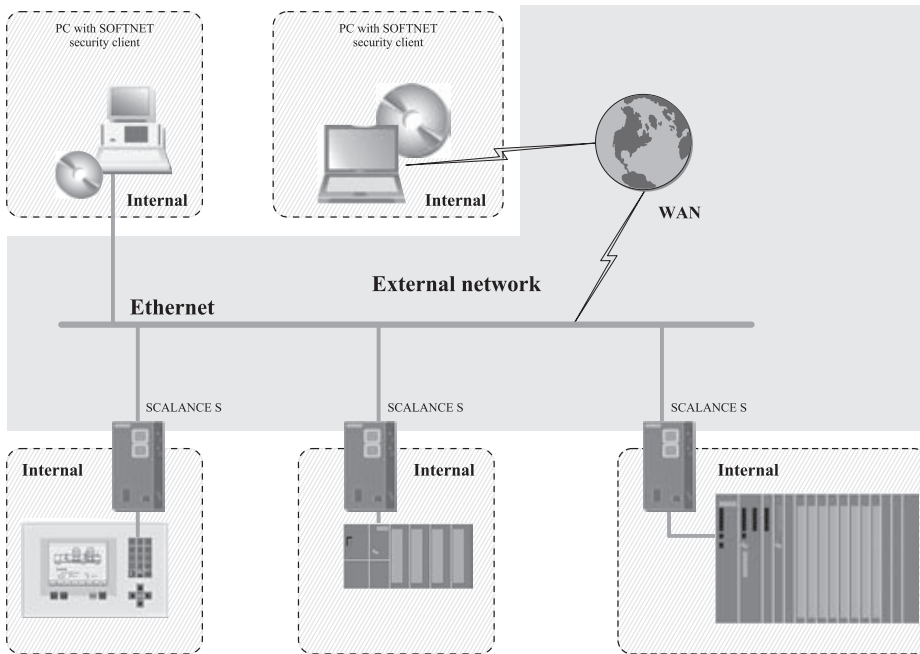 PC with SOFTNET
security client
Internal
PC with SOFTNET
security client
Internal
WAN
External network
Ethernet
SCALANCE S
SCALANCE S
SCALANCE S
Internal
Internal
Internal